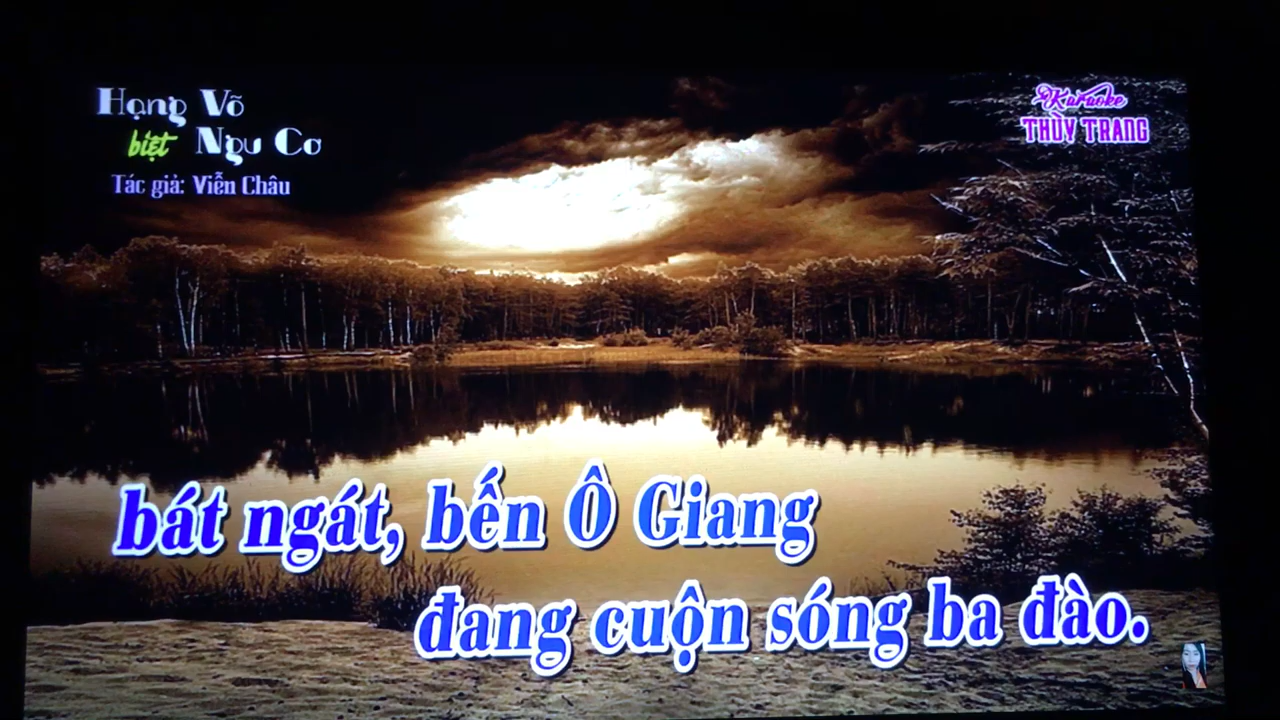 Hạng Võ
biệt Ngu Cơ
Tác giả: Viễn Châu
Karaoke
THÙY TRANG
bát ngát, bến Ô Giang
đang cuộn sóng ba đào.